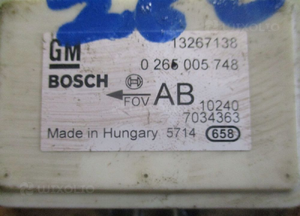 GM 13267138
BOSCH 0 265 005 748
FOV AB 10240
7034363
Made in Hungary 5714 658